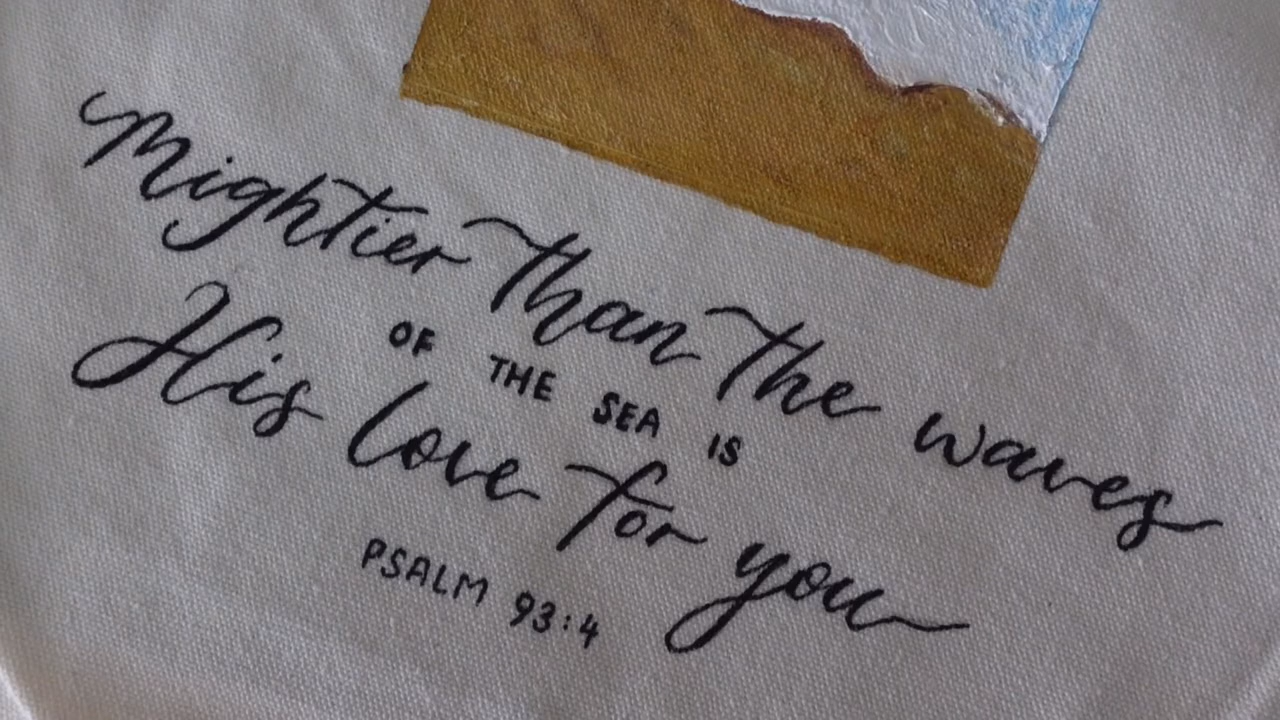 Mightier than the waves
OF THE SEA IS
His love for you
PSALM 93:4